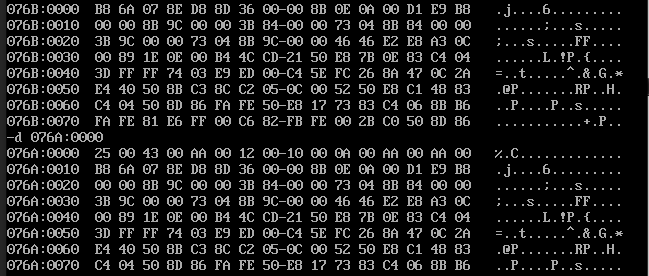 076B:0000 B8 6A 07 8E D8 8D 36 00-00 8B 0E 0A 00 D1 E9 B8 .j....6.........
076B:0010 00 00 8B 9C 00 00 3B 84-00 00 73 04 8B 84 00 00 ......;...s.....
076B:0020 3B 9C 00 00 73 04 8B 9C-00 00 46 46 E2 E8 A3 0C ;...s.....FF....
076B:0030 00 89 1E 0E 00 B4 4C CD-21 50 E8 7B 0E 83 C4 04 ......L.!P.{....
076B:0040 3D FF FF 74 03 E9 ED 00-C4 5E FC 26 8A 47 0C 2A =..t.....^.&.G.*
076B:0050 E4 40 50 8B C3 8C C2 05-0C 00 52 50 E8 C1 48 83 .@P.......RP..H.
076B:0060 C4 04 50 8D 86 FA FE 50-E8 17 73 83 C4 06 8B B6 ..P....P..s.....
076B:0070 FA FE 81 E6 FF 00 C6 82-FB FE 00 2B C0 50 8D 86 ...........+.P..
-d 076A:0000
076A:0000 25 00 43 00 AA 00 12 00-10 00 0A 00 AA 00 AA 00 %.C.............
076A:0010 B8 6A 07 8E D8 8D 36 00-00 8B 0E 0A 00 D1 E9 B8 .j....6.........
076A:0020 00 00 8B 9C 00 00 3B 84-00 00 73 04 8B 84 00 00 ......;...s.....
076A:0030 3B 9C 00 00 73 04 8B 9C-00 00 46 46 E2 E8 A3 0C ;...s.....FF....
076A:0040 00 89 1E 0E 00 B4 4C CD-21 50 E8 7B 0E 83 C4 04 ......L.!P.{....
076A:0050 3D FF FF 74 03 E9 ED 00-C4 5E FC 26 8A 47 0C 2A =..t.....^.&.G.*
076A:0060 E4 40 50 8B C3 8C C2 05-0C 00 52 50 E8 C1 48 83 .@P.......RP..H.
076A:0070 C4 04 50 8D 86 FA FE 50-E8 17 73 83 C4 06 8B B6 ..P....P..s.....